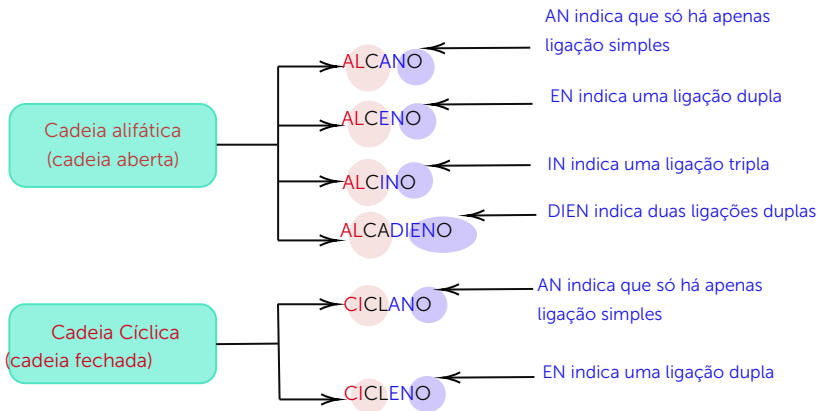 AN indica que só há apenas
ligação simples
ALCANO
EN indica uma ligação dupla
ALCENO
Cadeia alifática
(cadeia aberta)
IN indica uma ligação tripla
ALCINO
DIEN indica duas ligações duplas
ALCADIENO
AN indica que só há apenas
ligação simples
CICLANO
Cadeia Cíclica
(cadeia fechada)
EN indica uma ligação dupla
CICLENO